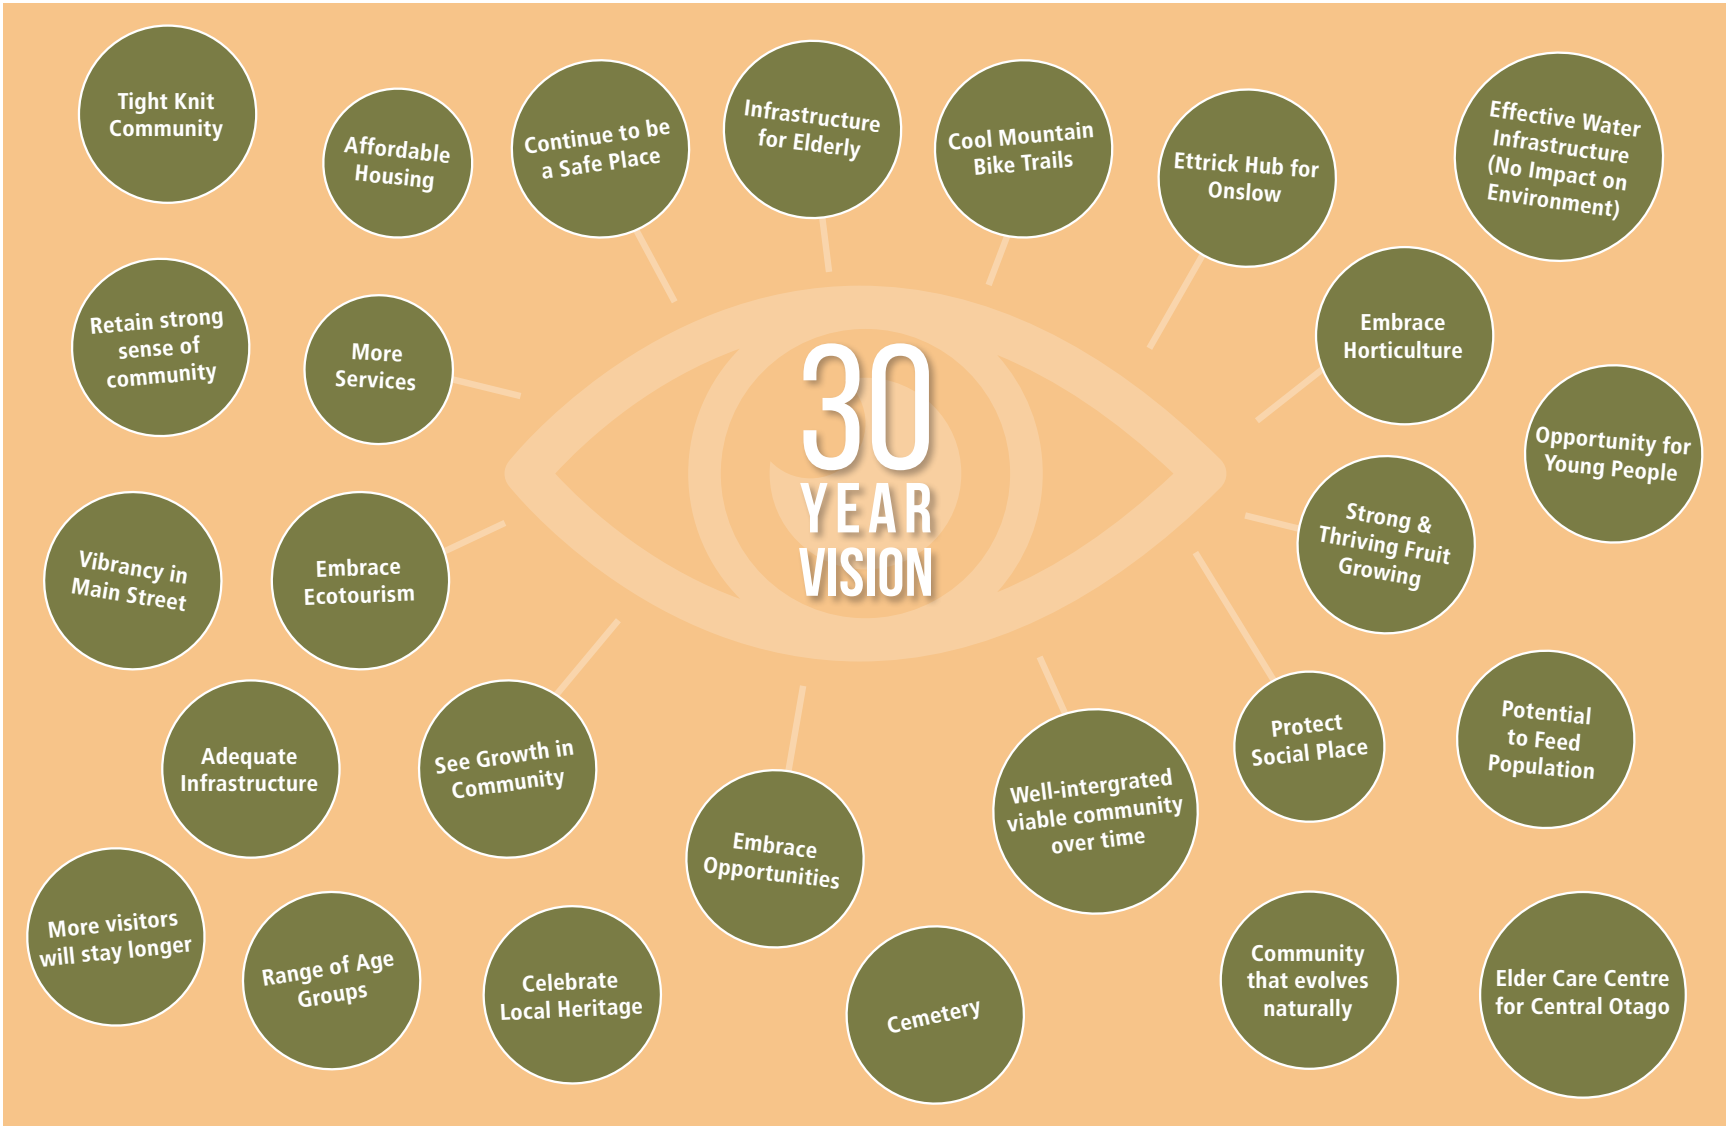 Tight Knit
Community
Affordable
Housing
Continue to be
a Safe Place
Infrastructure
for Elderly
Cool Mountain
Bike Trails
Ettrick Hub for
Onslow
Effective Water
Infrastructure
(No Impact on
Environment)
Retain strong
sense of
community
More
Services
Embrace
Horticulture
Opportunity for
Young People
30
YEAR
VISION
Vibrancy in
Main Street
Embrace
Ecotourism
Strong &
Thriving Fruit
Growing
Adequate
Infrastructure
See Growth in
Community
Embrace
Opportunities
Well-intergrated
viable community
over time
Protect
Social Place
Potential
to Feed
Population
More visitors
will stay longer
Range of Age
Groups
Celebrate
Local Heritage
Cemetery
Community
that evolves
naturally
Elder Care Centre
for Central Otago